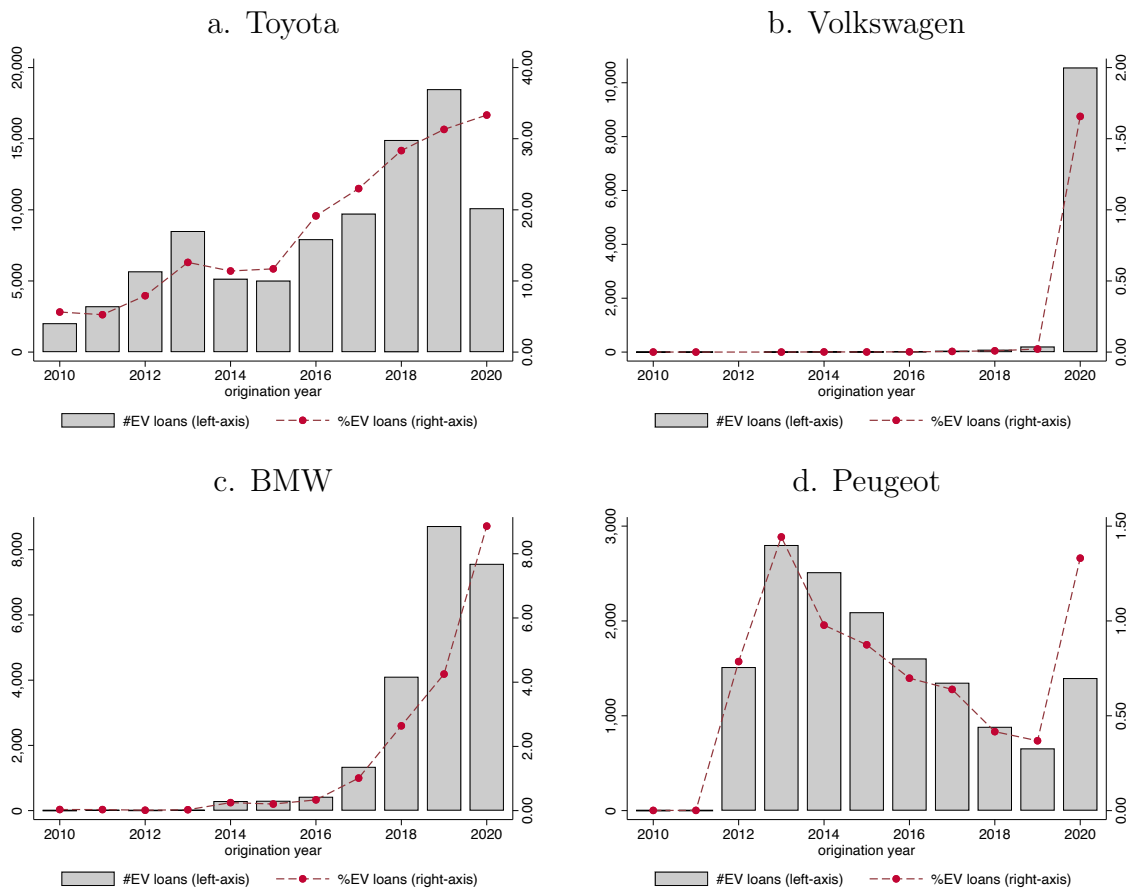 a. Toyota
20,000
15,000
10,000
5,000
0
40.00
30.00
20.00
10.00
0.00
2010 2012 2014 2016 2018 2020
origination year
#EV loans (left-axis) %EV loans (right-axis)
b. Volkswagen
10,000
8,000
6,000
4,000
2,000
0
2.00
1.50
1.00
0.50
0.00
2010 2012 2014 2016 2018 2020
origination year
#EV loans (left-axis) %EV loans (right-axis)
c. BMW
8,000
6,000
4,000
2,000
0
8.00
6.00
4.00
2.00
0.00
2010 2012 2014 2016 2018 2020
origination year
#EV loans (left-axis) %EV loans (right-axis)
d. Peugeot
3,000
2,000
1,000
0
1.50
1.00
0.50
0.00
2010 2012 2014 2016 2018 2020
origination year
#EV loans (left-axis) %EV loans (right-axis)